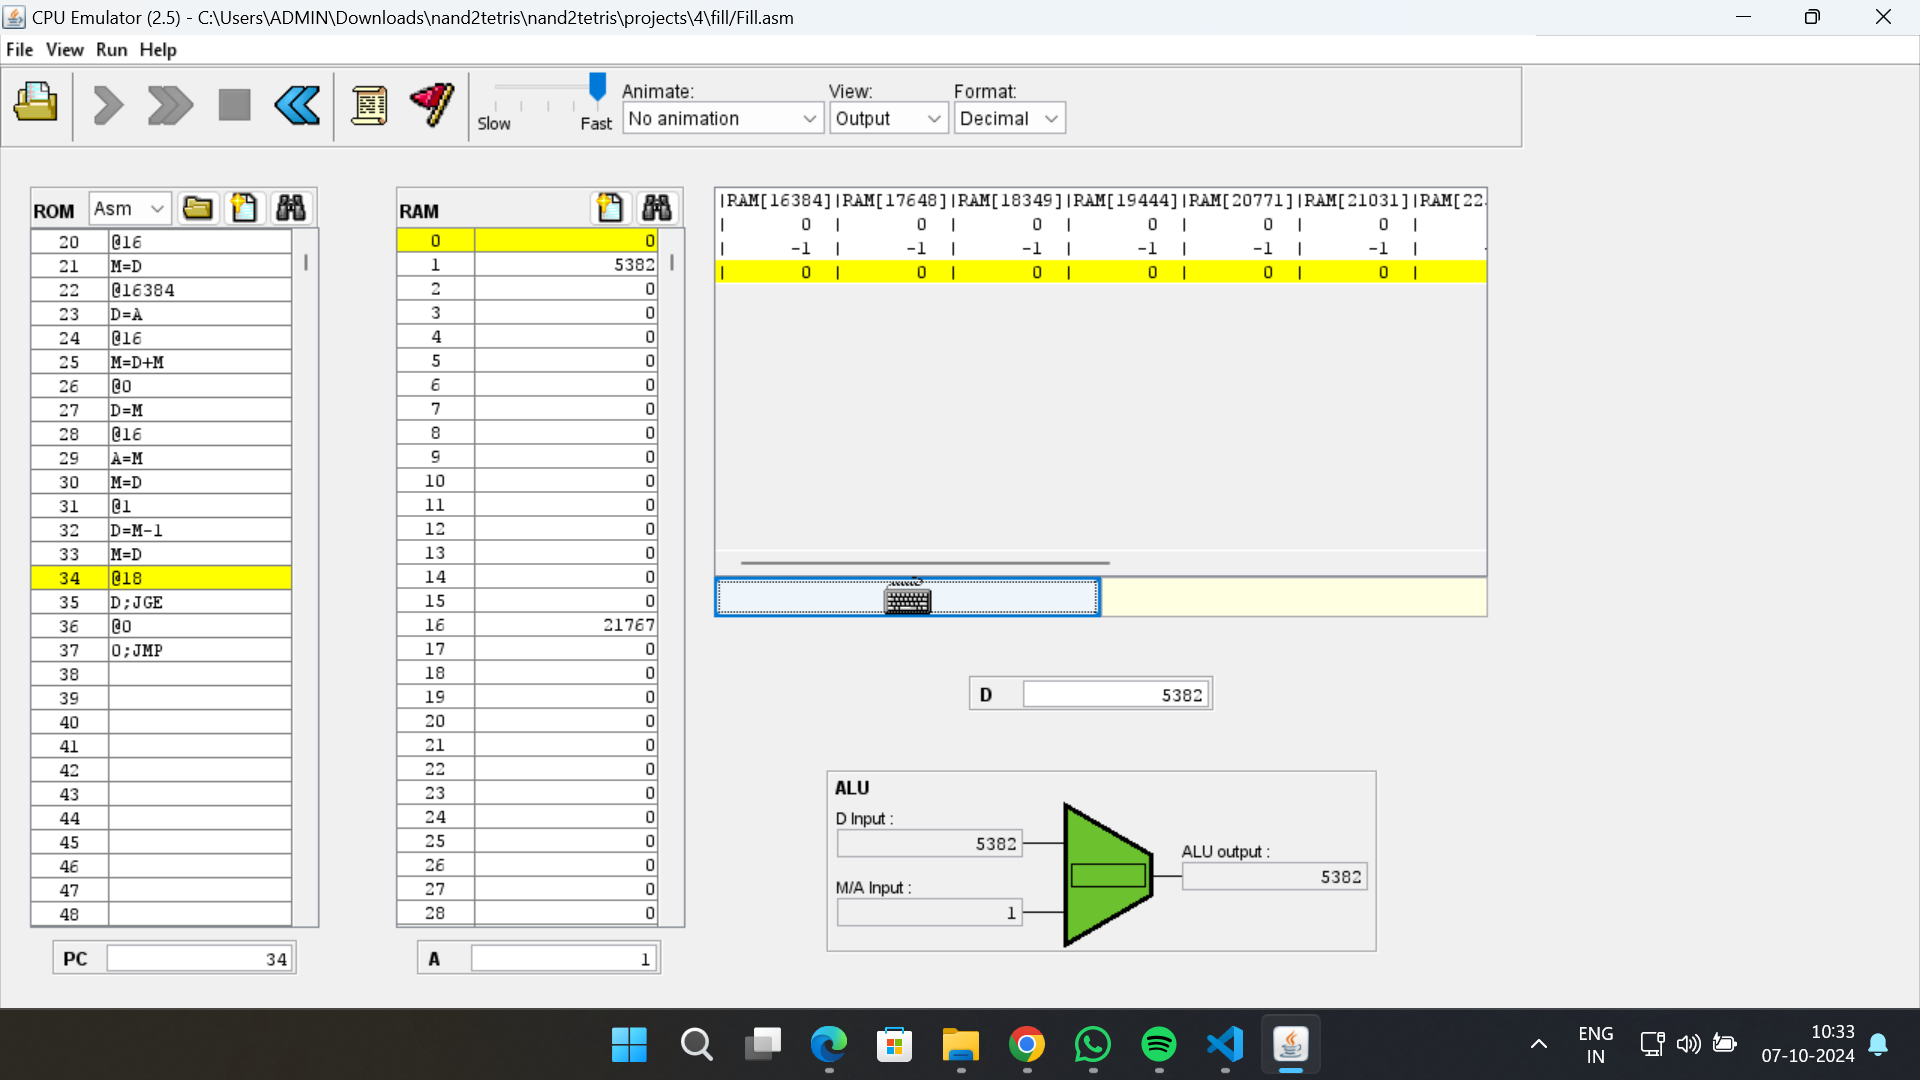 CPU Emulator (2.5) - C:\Users\ADMIN\Downloads\nand2tetris\nand2tetris\projects\4\fill/Fill.asm
File View Run Help
Slow Fast
Animate: View: Format:
No animation Output Decimal
ROM Asm
20 @16
21 M=D
22 @16384
23 D=A
24 @16
25 M=D+M
26 @0
27 D=M
28 @16
29 A=M
30 M=D
31 @1
32 D=M-1
33 M=D
34 @18
35 D;JGE
36 @0
37 0;JMP
38
39
40
41
42
43
44
45
46
47
48
PC 34
RAM
0 0
1 5382
2 0
3 0
4 0
5 0
6 0
7 0
8 0
9 0
10 0
11 0
12 0
13 0
14 0
15 0
16 21767
17 0
18 0
19 0
20 0
21 0
22 0
23 0
24 0
25 0
26 0
27 0
28 0
A 1
|RAM[16384]|RAM[17648]|RAM[18349]|RAM[19444]|RAM[20771]|RAM[21031]|RAM[22
| 0 | 0 | 0 | 0 | 0 | 0 |
| -1 | -1 | -1 | -1 | -1 | -1 |
| 0 | 0 | 0 | 0 | 0 | 0 |
D 5382
ALU
D Input :
5382
M/A Input :
1
ALU output :
5382
ENG
IN
10:33
07-10-2024